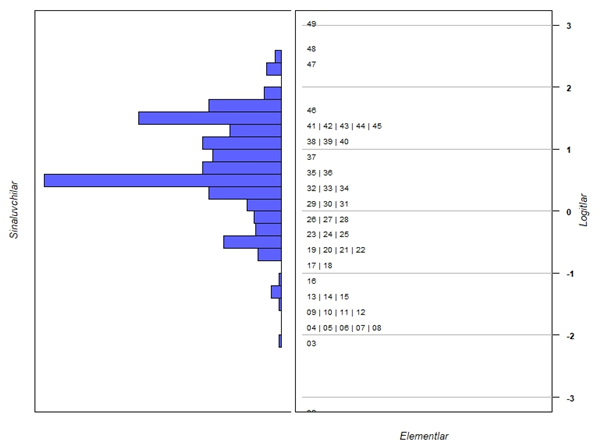 49
3
48
47
2
46
41 | 42 | 43 | 44 | 45
38 | 39 | 40
1
37
35 | 36
32 | 33 | 34
29 | 30 | 31
Sinaluvchilar
0
Logitlar
26 | 27 | 28
23 | 24 | 25
19 | 20 | 21 | 22
17 | 18
-1
16
13 | 14 | 15
09 | 10 | 11 | 12
04 | 05 | 06 | 07 | 08
-2
03
-3
Elementlar